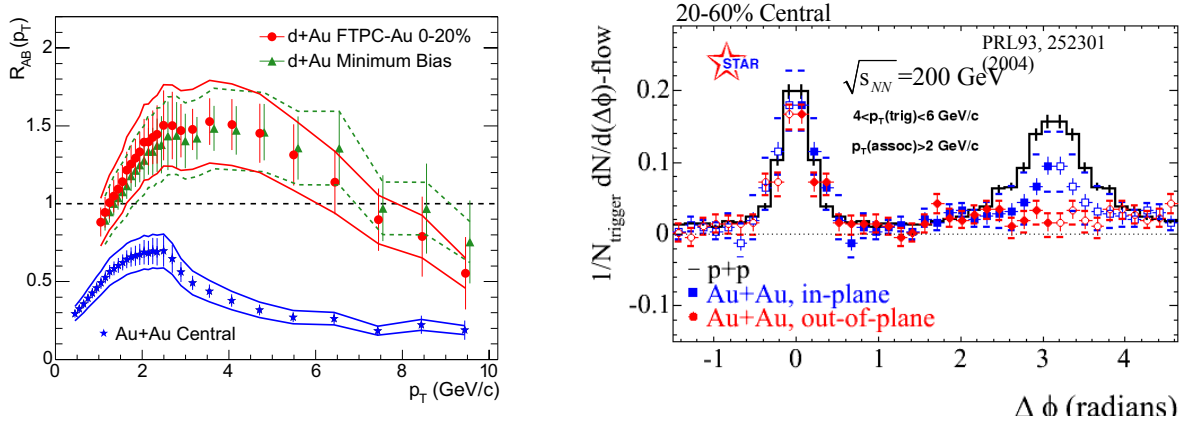 R_AB(p_T)
2
1.5
1
0.5
0
d+Au FTPC-Au 0-20%
d+Au Minimum Bias
Au+Au Central
0 2 4 6 8 10
p_T (GeV/c)
20-60% Central
PRL93, 252301
(2004)
STAR
√s_NN =200 GeV
4<p_T(trig)<6 GeV/c
p_T(assoc)>2 GeV/c
1/N_trigger dN/d(Δϕ)-flow
0.2
0.1
0
-0.1
p+p
Au+Au, in-plane
Au+Au, out-of-plane
-1 0 1 2 3 4
Δ ϕ (radians)